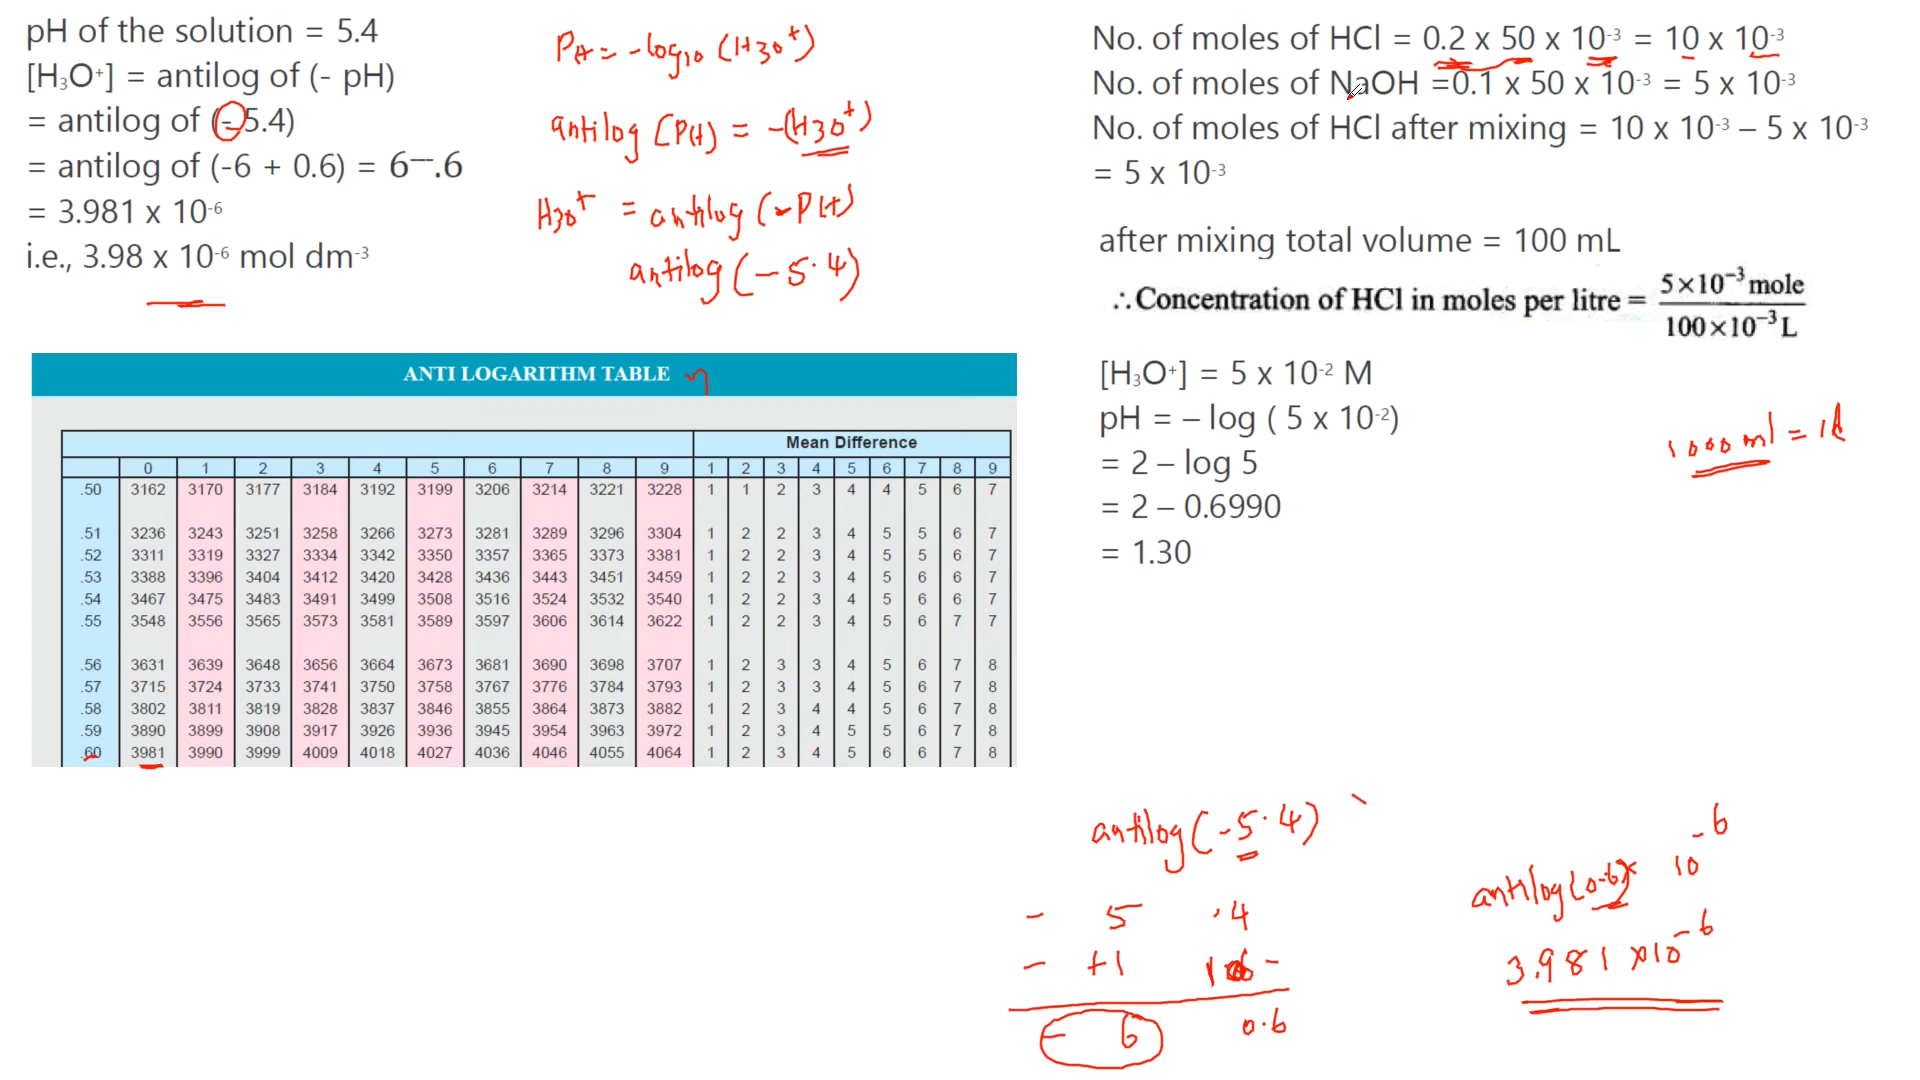 pH of the solution = 5.4
[H₃O⁺] = antilog of (- pH)
= antilog of (- 5.4)
= antilog of (-6 + 0.6) = 6¯.6
= 3.981 x 10⁻⁶
i.e., 3.98 x 10⁻⁶ mol dm⁻³
PH = -log10 (H3O⁺)
antilog (PH) = -(H3O⁺)
H3O⁺ = antilog (-PH)
antilog (-5.4)
ANTI LOGARITHM TABLE
Mean Difference
0 1 2 3 4 5 6 7 8 9 1 2 3 4 5 6 7 8 9
.50 3162 3170 3177 3184 3192 3199 3206 3214 3221 3228 1 1 2 3 4 4 5 6 7
.51 3236 3243 3251 3258 3266 3273 3281 3289 3296 3304 1 2 2 3 4 5 5 6 7
.52 3311 3319 3327 3334 3342 3350 3357 3365 3373 3381 1 2 2 3 4 5 5 6 7
.53 3388 3396 3404 3412 3420 3428 3436 3443 3451 3459 1 2 2 3 4 5 6 6 7
.54 3467 3475 3483 3491 3499 3508 3516 3524 3532 3540 1 2 2 3 4 5 6 6 7
.55 3548 3556 3565 3573 3581 3589 3597 3606 3614 3622 1 2 2 3 4 5 6 7 7
.56 3631 3639 3648 3656 3664 3673 3681 3690 3698 3707 1 2 3 3 4 5 6 7 8
.57 3715 3724 3733 3741 3750 3758 3767 3776 3784 3793 1 2 3 3 4 5 6 7 8
.58 3802 3811 3819 3828 3837 3846 3855 3864 3873 3882 1 2 3 4 4 5 6 7 8
.59 3890 3899 3908 3917 3926 3936 3945 3954 3963 3972 1 2 3 4 5 5 6 7 8
.60 3981 3990 3999 4009 4018 4027 4036 4046 4055 4064 1 2 3 4 5 6 6 7 8
No. of moles of HCl = 0.2 x 50 x 10⁻³ = 10 x 10⁻³
No. of moles of NaOH =0.1 x 50 x 10⁻³ = 5 x 10⁻³
No. of moles of HCl after mixing = 10 x 10⁻³ – 5 x 10⁻³
= 5 x 10⁻³
after mixing total volume = 100 mL
∴Concentration of HCl in moles per litre = 5×10⁻³ mole
100×10⁻³ L
[H₃O⁺] = 5 x 10⁻² M
pH = – log ( 5 x 10⁻²)
= 2 – log 5
= 2 – 0.6990
= 1.30
1000 ml = 1L
antilog (-5.4)
- 5 .4
- +1
- 6 0.6
antilog (0.6) x 10⁻⁶
3.981 x10⁻⁶